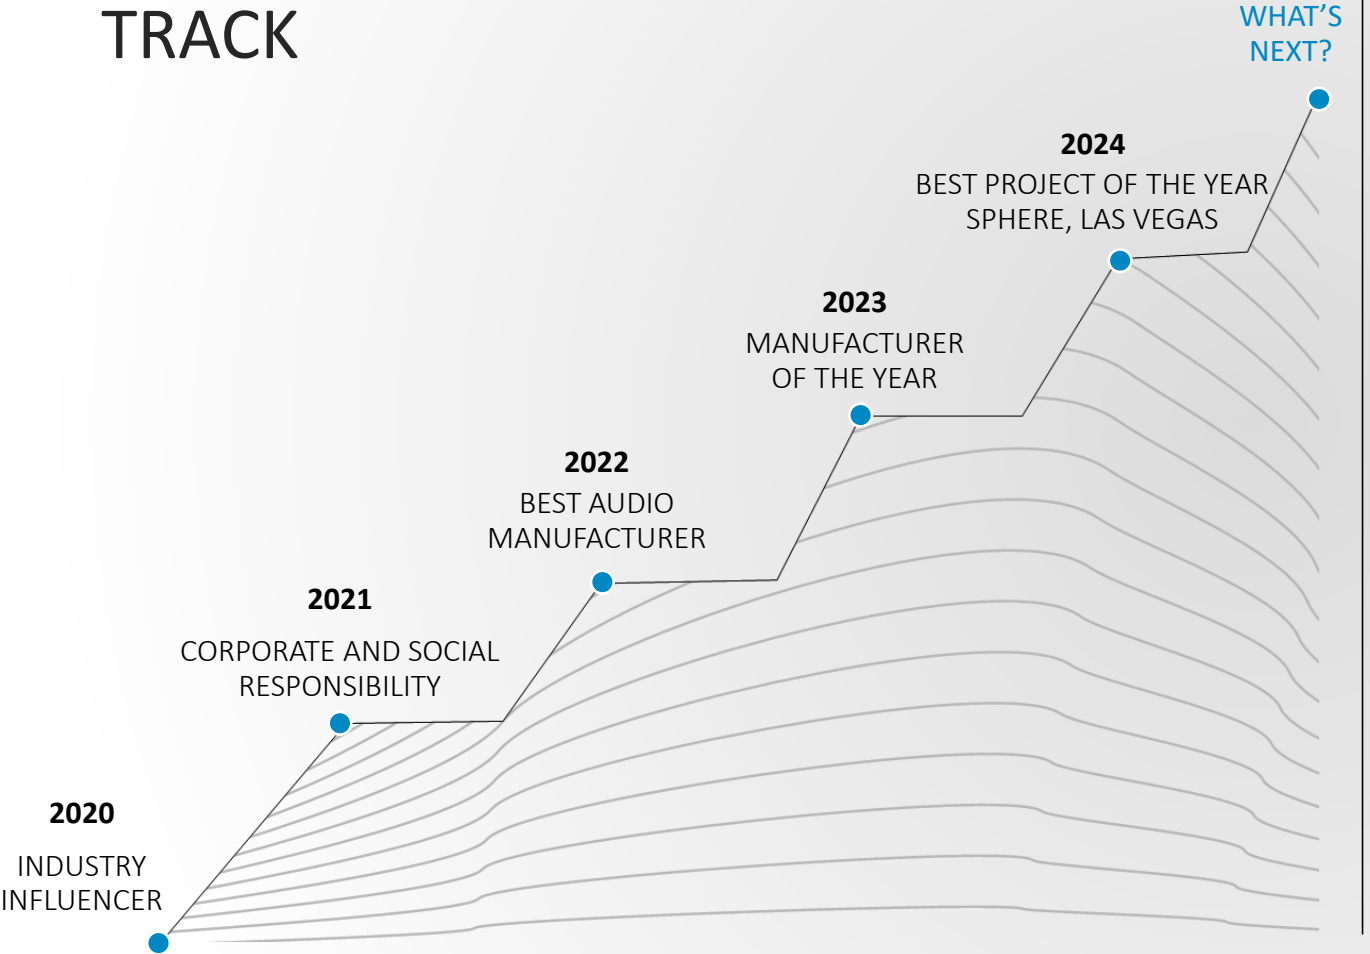 TRACK
WHAT'S
NEXT?
2024
BEST PROJECT OF THE YEAR
SPHERE, LAS VEGAS
2023
MANUFACTURER
OF THE YEAR
2022
BEST AUDIO
MANUFACTURER
2021
CORPORATE AND SOCIAL
RESPONSIBILITY
2020
INDUSTRY
INFLUENCER